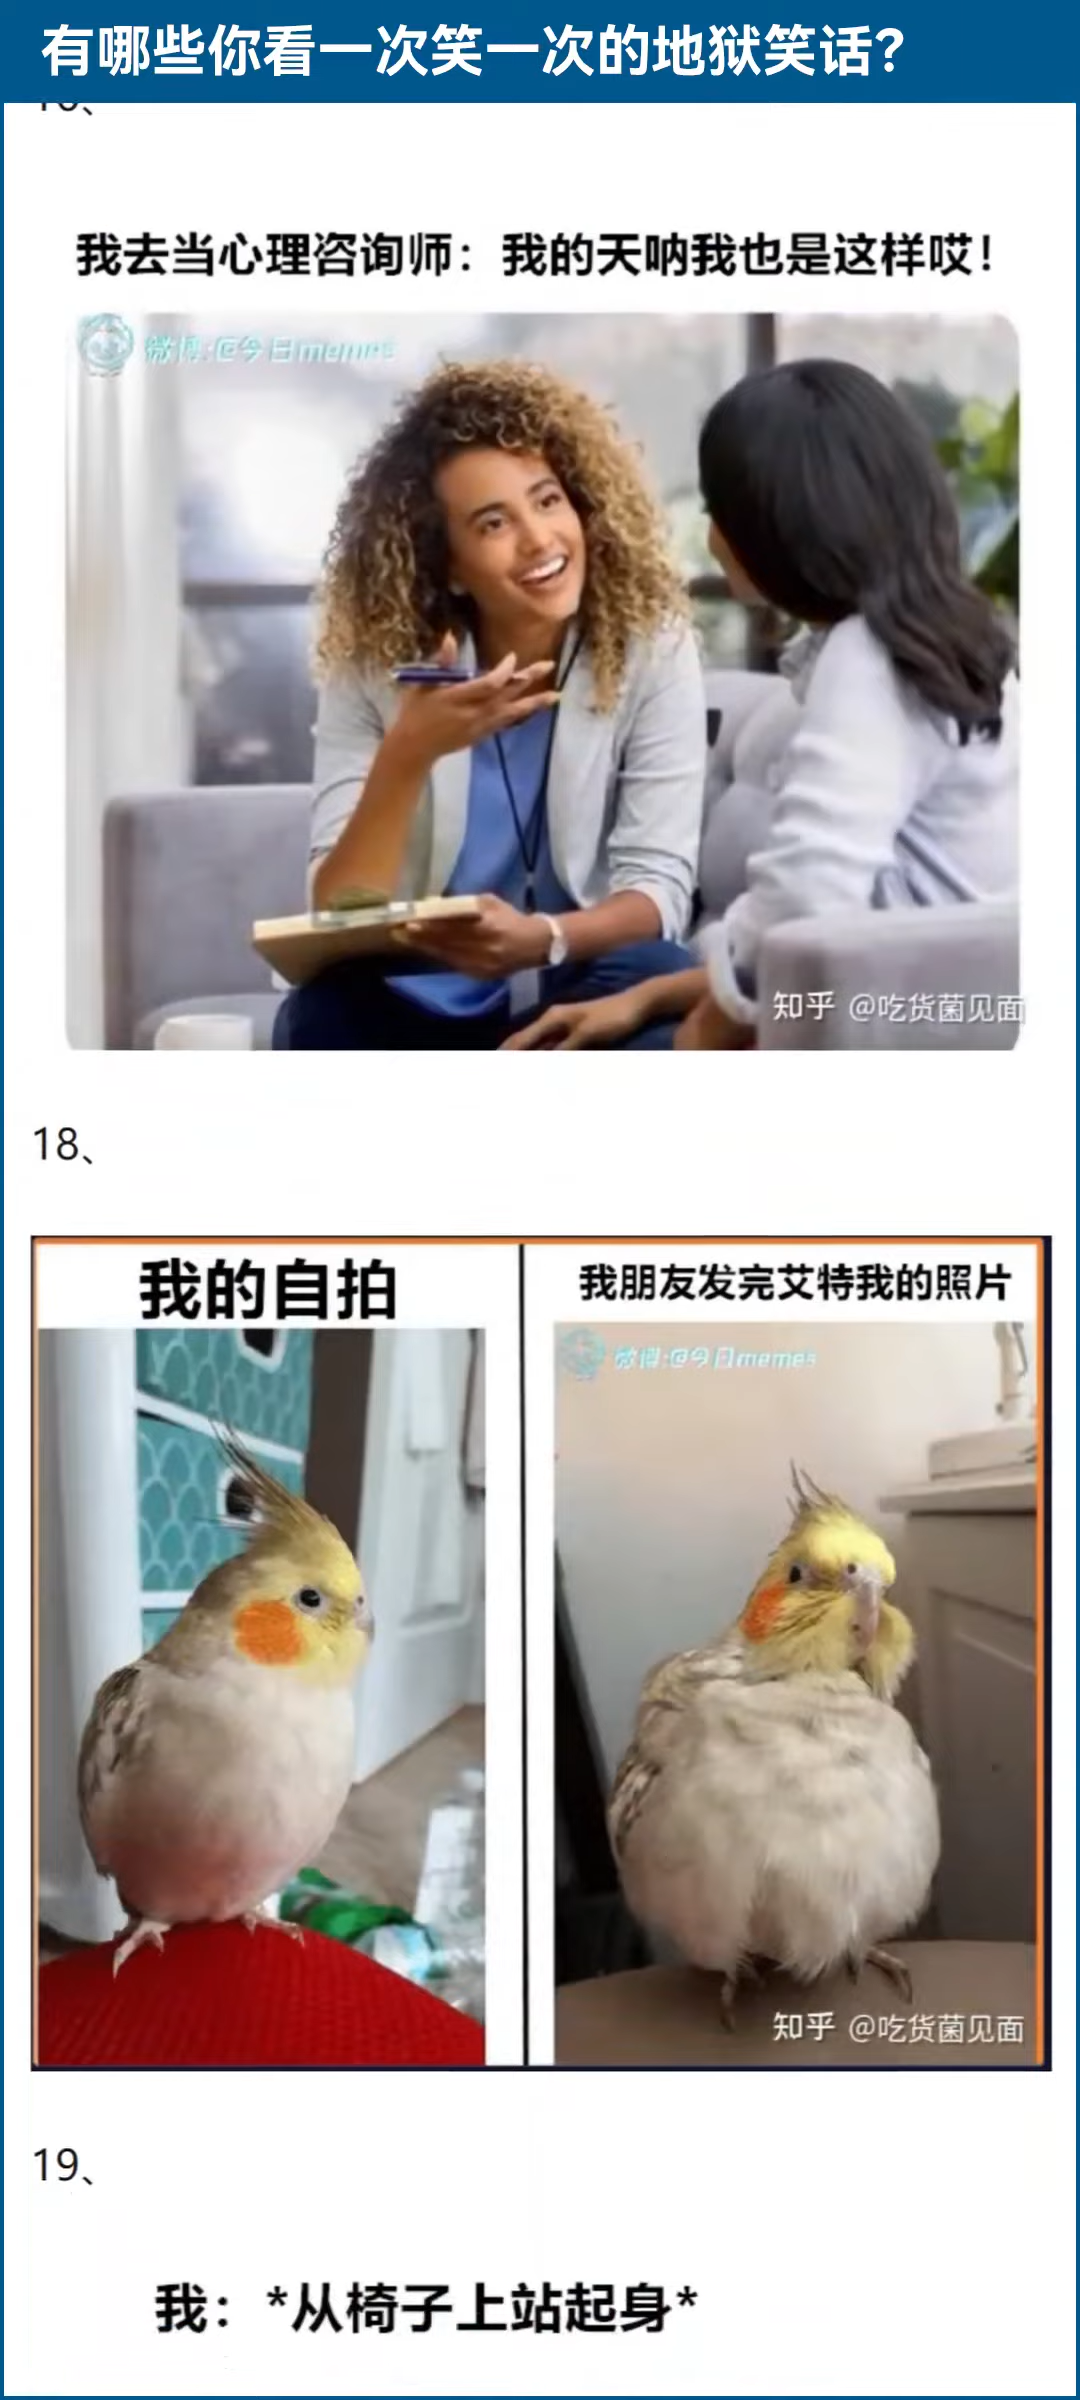 有哪些你看一次笑一次的地狱笑话?
我去当心理咨询师：我的天呐我也是这样哎！
微博:@今日memes
知乎 @吃货菌见面
18、
我的自拍
我朋友发完艾特我的照片
微博:@今日memes
知乎 @吃货菌见面
19、
我：*从椅子上站起身*